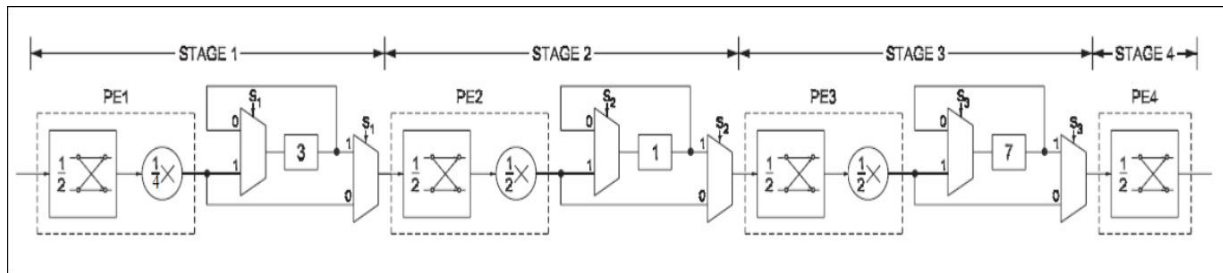 STAGE 1 STAGE 2 STAGE 3 STAGE 4
PE1 PE2 PE3 PE4
S1 S1 S2 S2 S3 S3
0 0 0
1/2 1/4 × 3 1 1/2 1/2 × 1 1 1/2 1/2 × 7 1 1/2
1 1 1
0 0 0